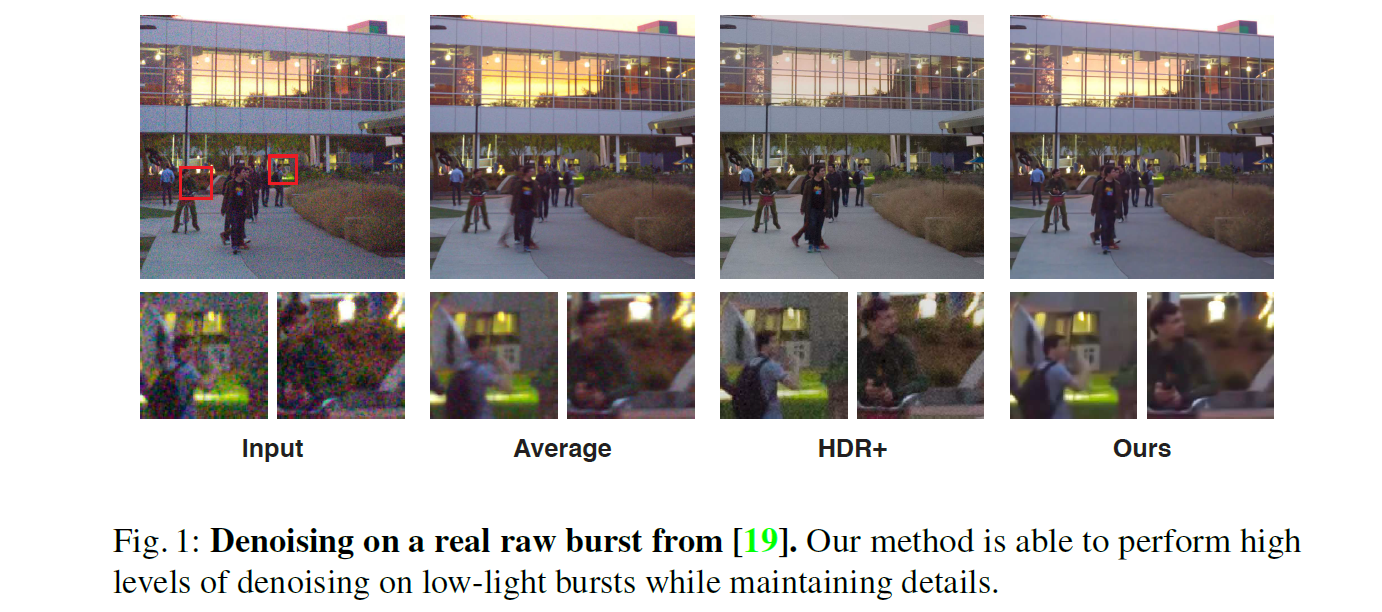 Input Average HDR+ Ours
Fig. 1: Denoising on a real raw burst from [19]. Our method is able to perform high
levels of denoising on low-light bursts while maintaining details.